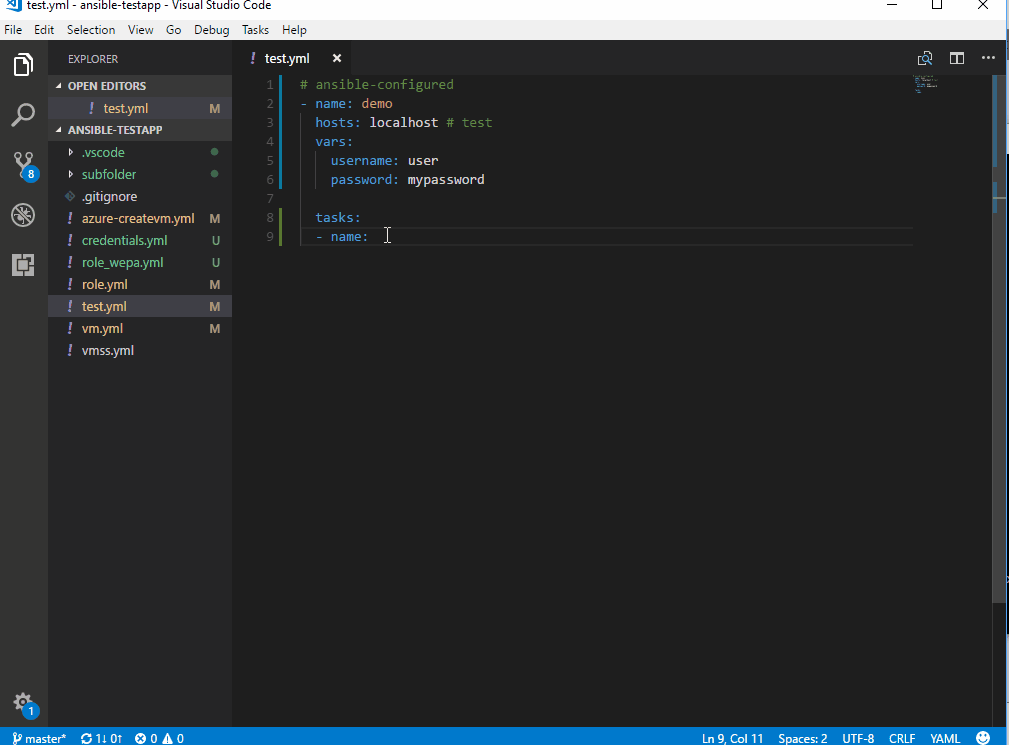 test.yml - ansible-testapp - Visual Studio Code
File Edit Selection View Go Debug Tasks Help
EXPLORER
OPEN EDITORS
! test.yml M
ANSIBLE-TESTAPP
.vscode
subfolder
.gitignore
! azure-createvm.yml M
! credentials.yml U
! role_wepa.yml U
! role.yml M
! test.yml M
! vm.yml M
! vmss.yml
8
1
! test.yml ×
1 # ansible-configured
2 - name: demo
3 hosts: localhost # test
4 vars:
5 username: user
6 password: mypassword
7
8 tasks:
9 - name:
master* 1↓ 0↑ 0 0 Ln 9, Col 11 Spaces: 2 UTF-8 CRLF YAML